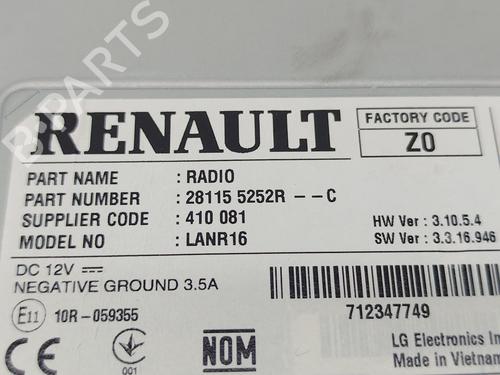 B-PARTS
RENAULT
FACTORY CODE
Z0
PART NAME : RADIO
PART NUMBER : 28115 5252R - - C
SUPPLIER CODE : 410 081
MODEL NO : LANR16
HW Ver : 3.10.5.4
SW Ver : 3.3.16.946
DC 12V
NEGATIVE GROUND 3.5A
712347749
E11 10R-059355
CE
001
NOM
LG Electronics In
Made in Vietnam